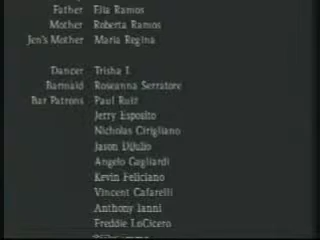 Father Elia Ramos
Mother Roberta Ramos
Jen's Mother Maria Regina
Dancer Trisha I.
Barmaid Roseanna Serratore
Bar Patrons Paul Ruiz
Jerry Esposito
Nicholas Cirigliano
Jason DiJulio
Angelo Gagliardi
Kevin Feliciano
Vincent Cafarelli
Anthony Ianni
Freddie LoCicero